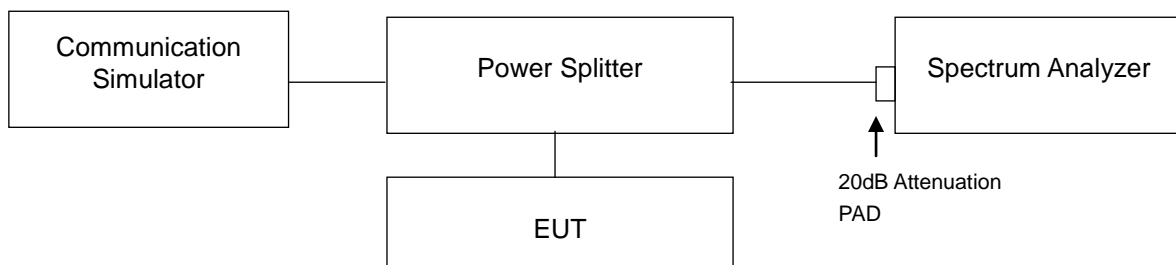 Communication
Simulator
Power Splitter
Spectrum Analyzer
20dB Attenuation
PAD
EUT